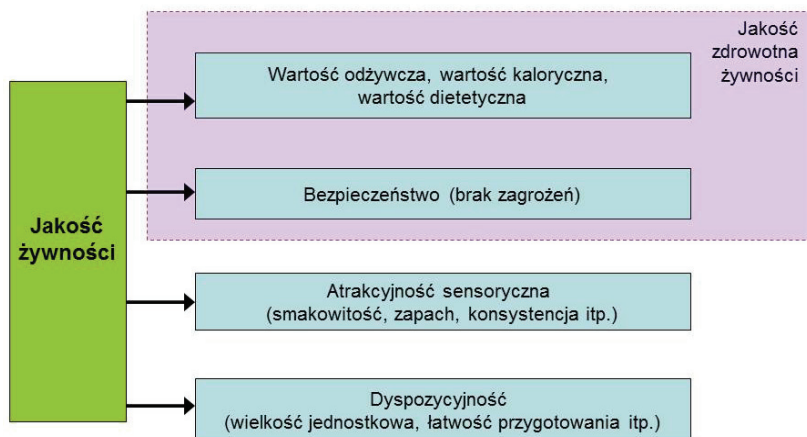 Jakość
zdrowotna
żywności
Wartość odżywcza, wartość kaloryczna,
wartość dietetyczna
Bezpieczeństwo (brak zagrożeń)
Jakość
żywności
Atrakcyjność sensoryczna
(smakowitość, zapach, konsystencja itp.)
Dyspozycyjność
(wielkość jednostkowa, łatwość przygotowania itp.)